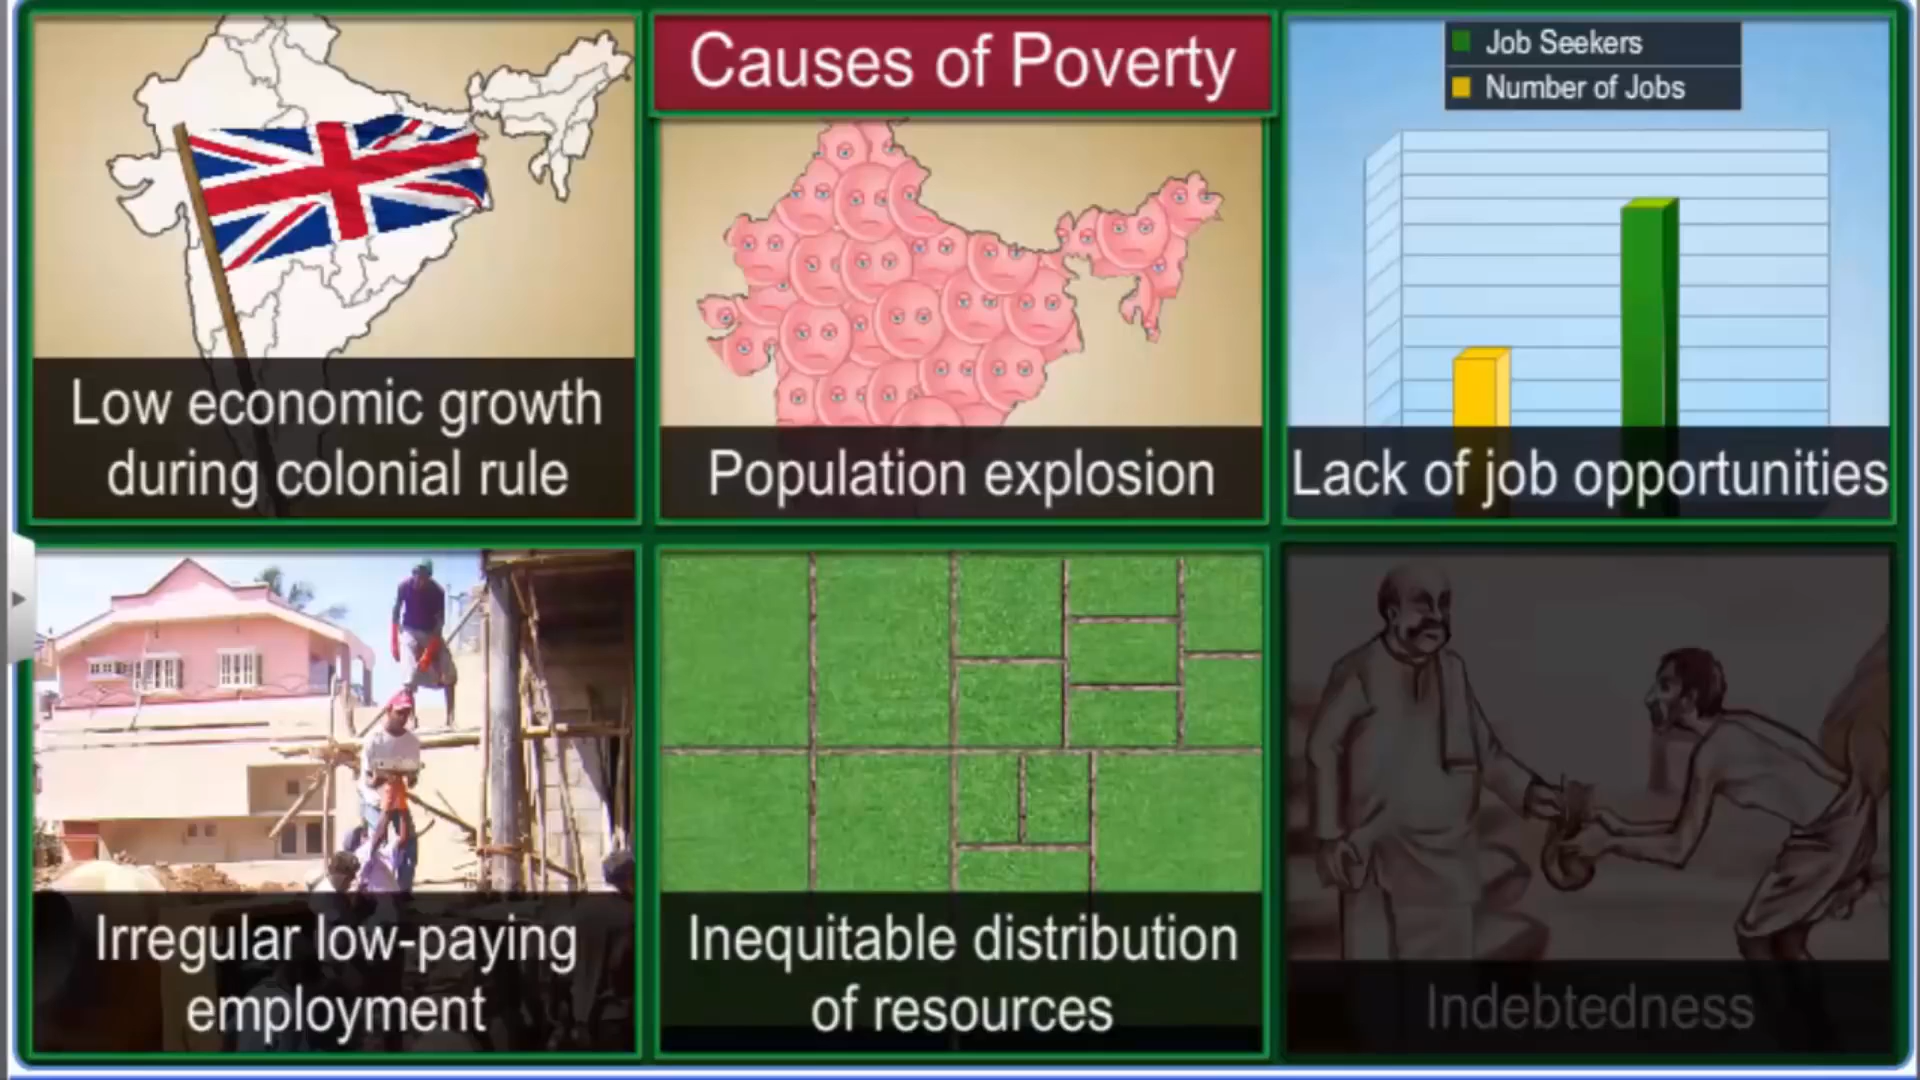 Causes of Poverty
Low economic growth
during colonial rule
Population explosion
Job Seekers
Number of Jobs
Lack of job opportunities
Irregular low-paying
employment
Inequitable distribution
of resources
Indebtedness